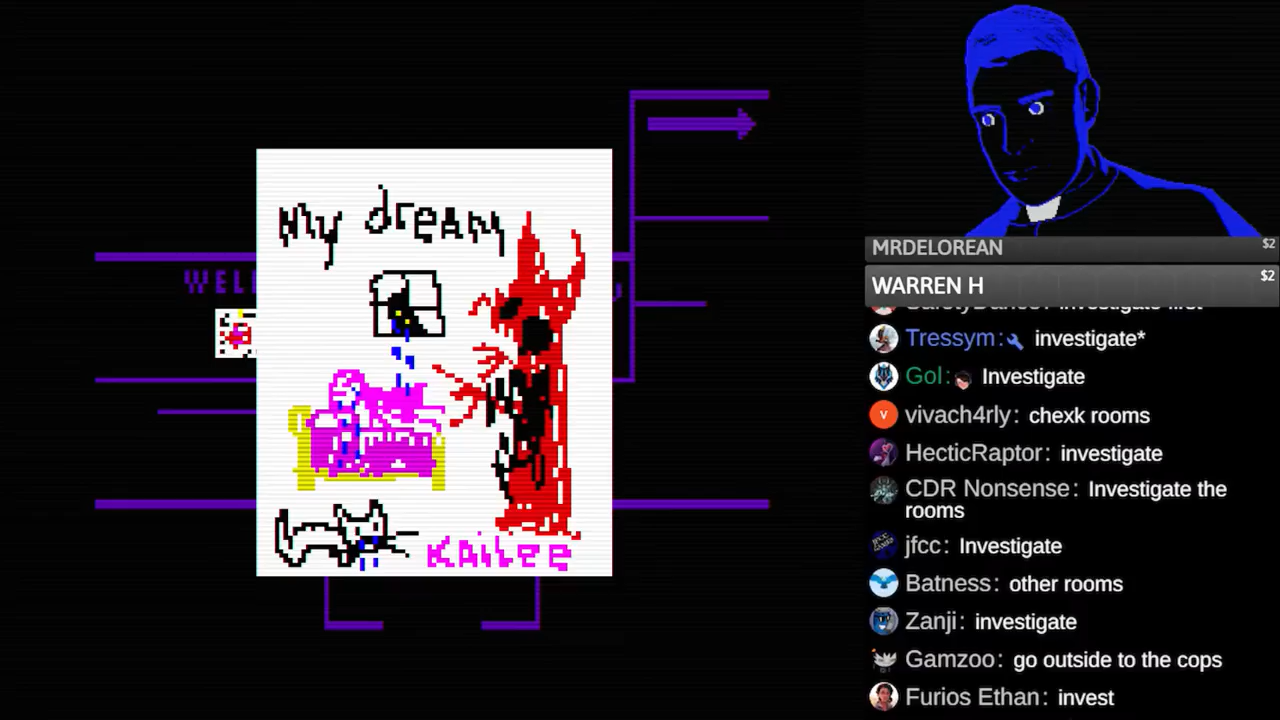 WELL
My dream
KAilee
MRDELOREAN
$2
WARREN H
$2
Tressym: investigate*
Gol: Investigate
V
vivach4rly: chexk rooms
HecticRaptor: investigate
CDR Nonsense: Investigate the
rooms
jfcc: Investigate
Batness: other rooms
Zanji: investigate
Gamzoo: go outside to the cops
Furios Ethan: invest